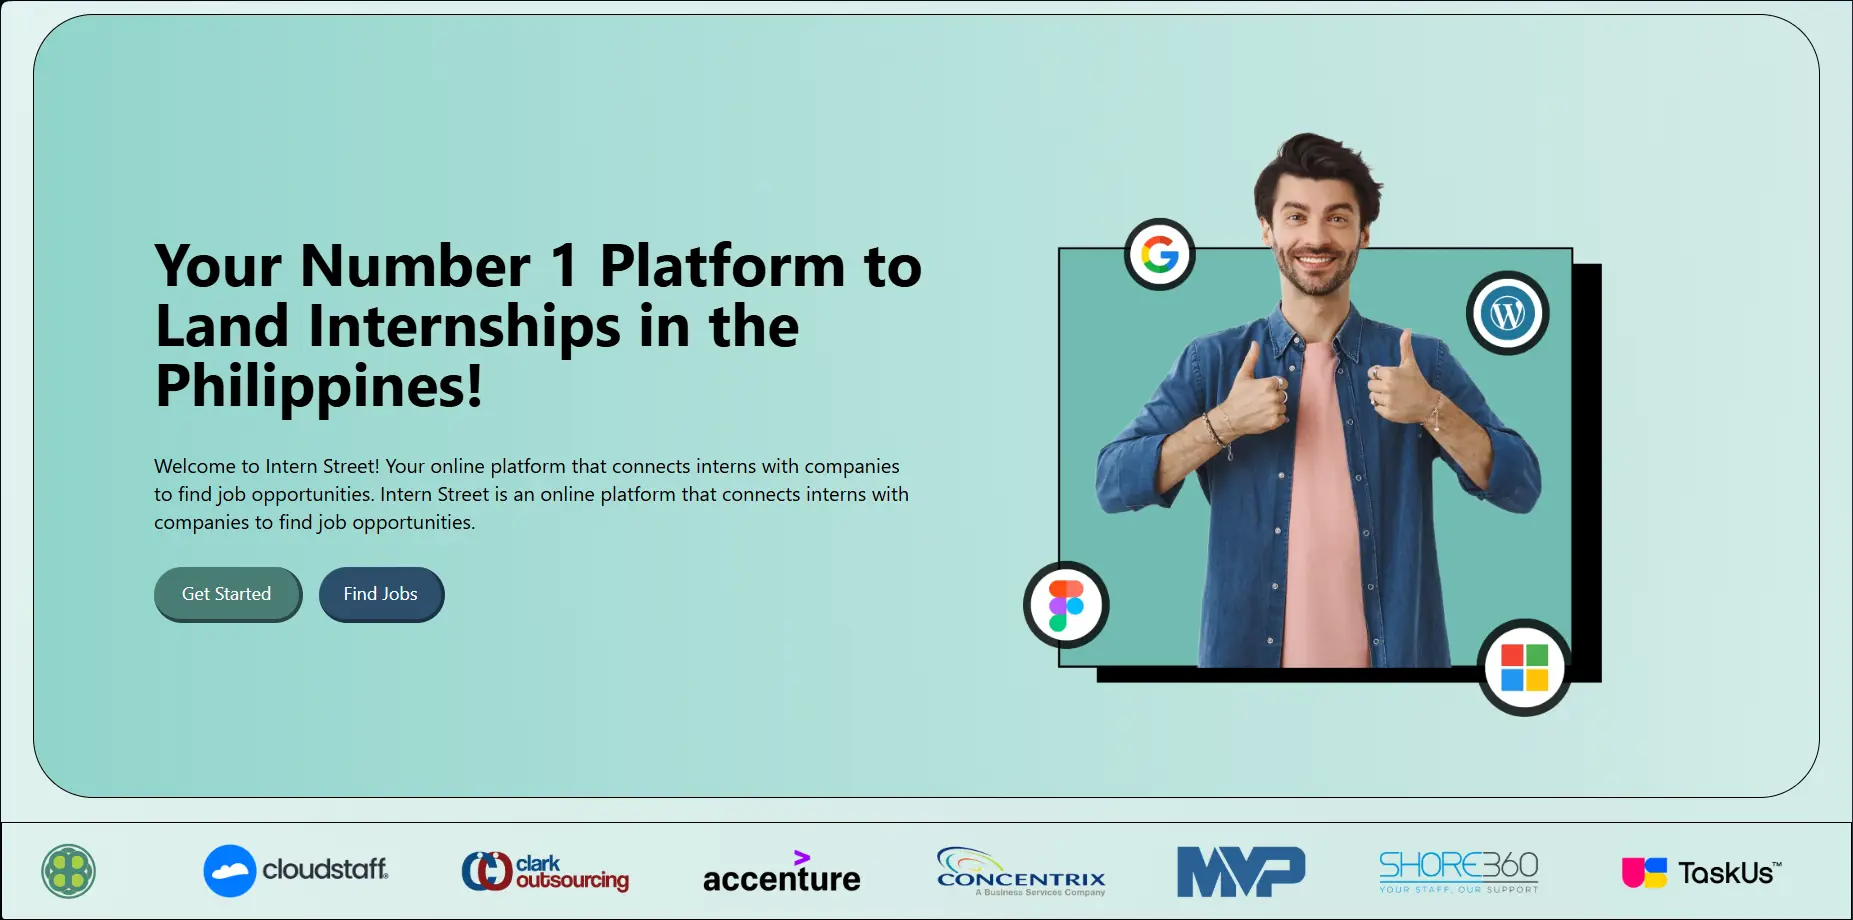 Your Number 1 Platform to
Land Internships in the
Philippines!
Welcome to Intern Street! Your online platform that connects interns with companies
to find job opportunities. Intern Street is an online platform that connects interns with
companies to find job opportunities.
Get Started
Find Jobs
G
W
cloudstaff
clark
outsourcing
accenture
CONCENTRIX
A Business Services Company
MVP
SHORE360
YOUR STAFF, OUR SUPPORT
TaskUs™